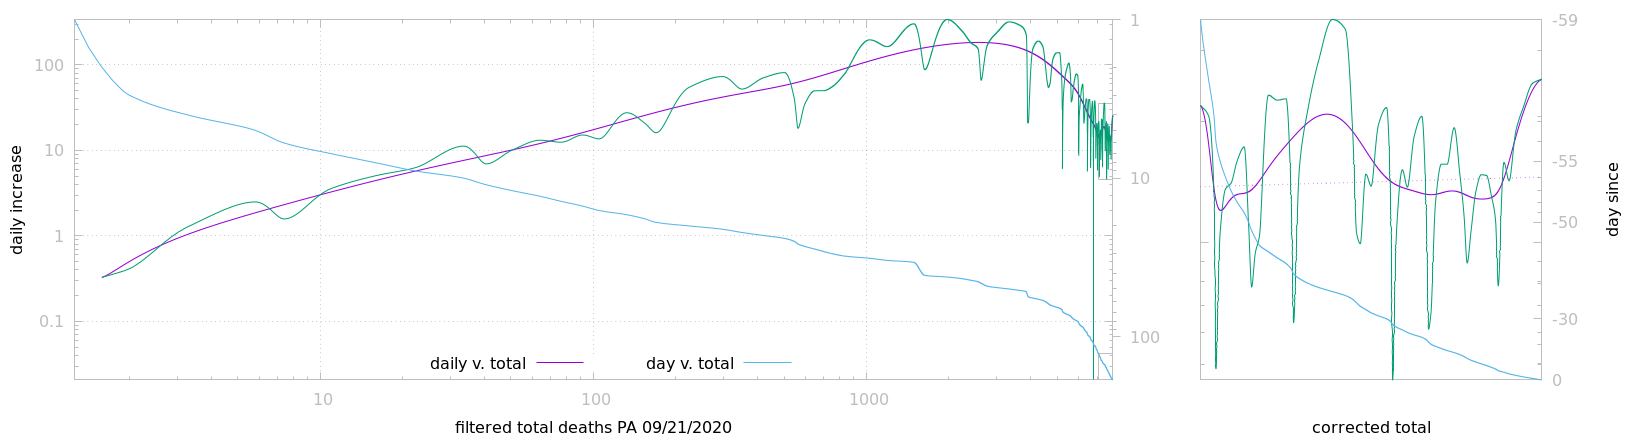 daily increase
100
10
1
0.1
10
100
1000
1
10
100
daily v. total
day v. total
filtered total deaths PA 09/21/2020
-59
-55
-50
-30
0
day since
corrected total